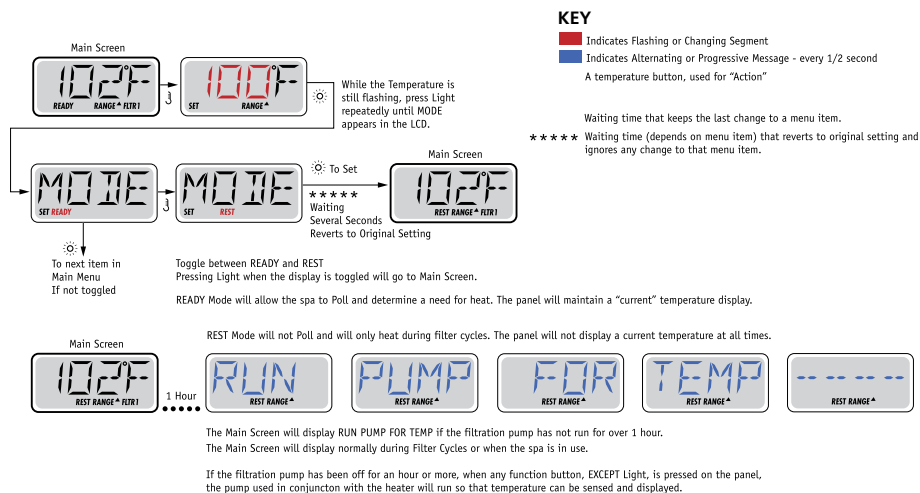 KEY
Indicates Flashing or Changing Segment
Indicates Alternating or Progressive Message - every 1/2 second
A temperature button, used for “Action”
Waiting time that keeps the last change to a menu item.
***** Waiting time (depends on menu item) that reverts to original setting and
ignores any change to that menu item.
Main Screen
102°F
READY RANGE FLTR1
100°F
SET RANGE
While the Temperature is
still flashing, press Light
repeatedly until MODE
appears in the LCD.
MODE
SET READY
MODE
SET REST
To Set
*****
Waiting
Several Seconds
Reverts to Original Setting
Main Screen
102°F
REST RANGE FLTR1
To next item in
Main Menu
If not toggled
Toggle between READY and REST
Pressing Light when the display is toggled will go to Main Screen.
READY Mode will allow the spa to Poll and determine a need for heat. The panel will maintain a “current” temperature display.
REST Mode will not Poll and will only heat during filter cycles. The panel will not display a current temperature at all times.
Main Screen
102°F
REST RANGE FLTR1
1 Hour
RUN
REST RANGE
PUMP
REST RANGE
FOR
REST RANGE
TEMP
REST RANGE
-- -- -- --
REST RANGE
The Main Screen will display RUN PUMP FOR TEMP if the filtration pump has not run for over 1 hour.
The Main Screen will display normally during Filter Cycles or when the spa is in use.
If the filtration pump has been off for an hour or more, when any function button, EXCEPT Light, is pressed on the panel,
the pump used in conjuncton with the heater will run so that temperature can be sensed and displayed.